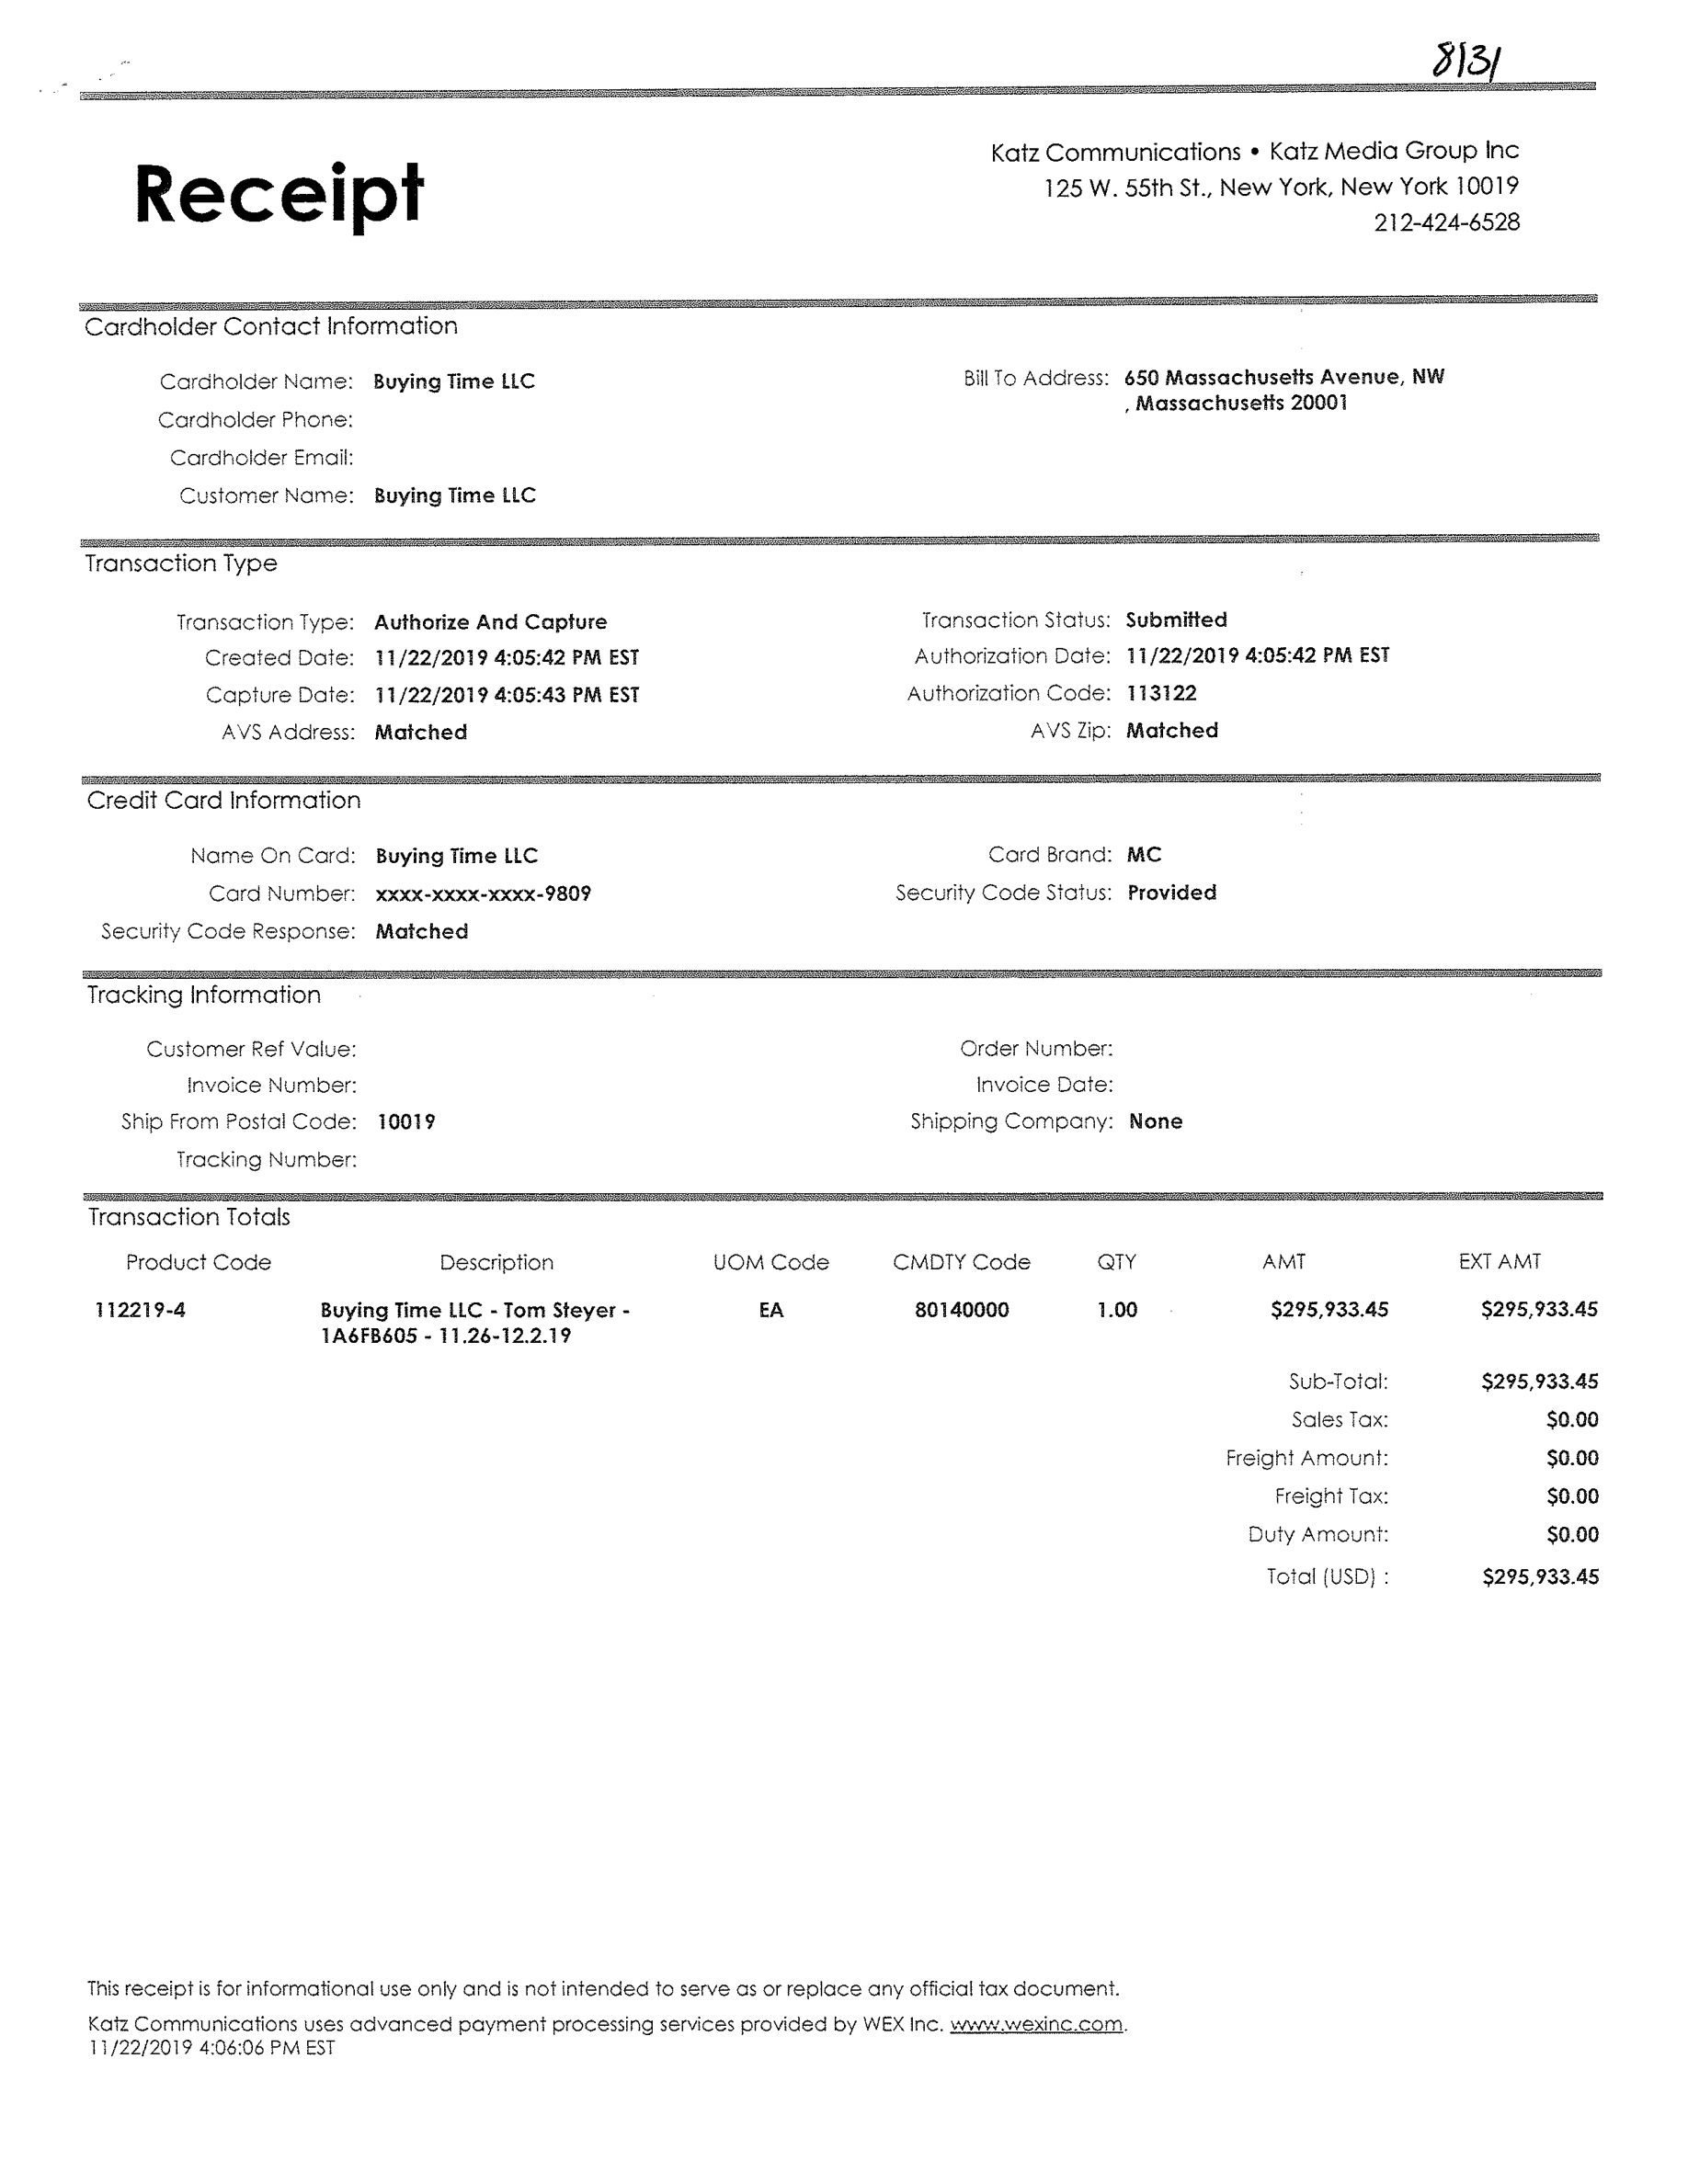 8131
Receipt
Katz Communications • Katz Media Group Inc
125 W. 55th St., New York, New York 10019
212-424-6528
Cardholder Contact Information
Cardholder Name: Buying Time LLC
Cardholder Phone:
Cardholder Email:
Customer Name: Buying Time LLC
Bill To Address: 650 Massachusetts Avenue, NW
, Massachusetts 20001
Transaction Type
Transaction Type: Authorize And Capture
Created Date: 11/22/2019 4:05:42 PM EST
Capture Date: 11/22/2019 4:05:43 PM EST
AVS Address: Matched
Transaction Status: Submitted
Authorization Date: 11/22/2019 4:05:42 PM EST
Authorization Code: 113122
AVS Zip: Matched
Credit Card Information
Name On Card: Buying Time LLC
Card Number: xxxx-xxxx-xxxx-9809
Security Code Response: Matched
Card Brand: MC
Security Code Status: Provided
Tracking Information
Customer Ref Value:
Invoice Number:
Ship From Postal Code: 10019
Tracking Number:
Order Number:
Invoice Date:
Shipping Company: None
Transaction Totals
Product Code Description UOM Code CMDTY Code QTY AMT EXT AMT
112219-4 Buying Time LLC - Tom Steyer - EA 80140000 1.00 $295,933.45 $295,933.45
1A6FB605 - 11.26-12.2.19
Sub-Total: $295,933.45
Sales Tax: $0.00
Freight Amount: $0.00
Freight Tax: $0.00
Duty Amount: $0.00
Total (USD) : $295,933.45
This receipt is for informational use only and is not intended to serve as or replace any official tax document.
Katz Communications uses advanced payment processing services provided by WEX Inc. www.wexinc.com.
11/22/2019 4:06:06 PM EST